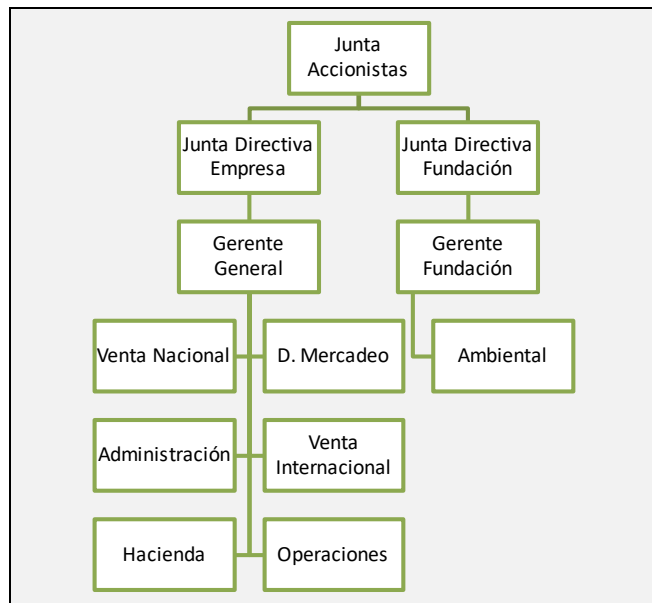 Junta
Accionistas
Junta Directiva
Empresa
Junta Directiva
Fundación
Gerente
General
Gerente
Fundación
Venta Nacional
D. Mercadeo
Ambiental
Administración
Venta
Internacional
Hacienda
Operaciones